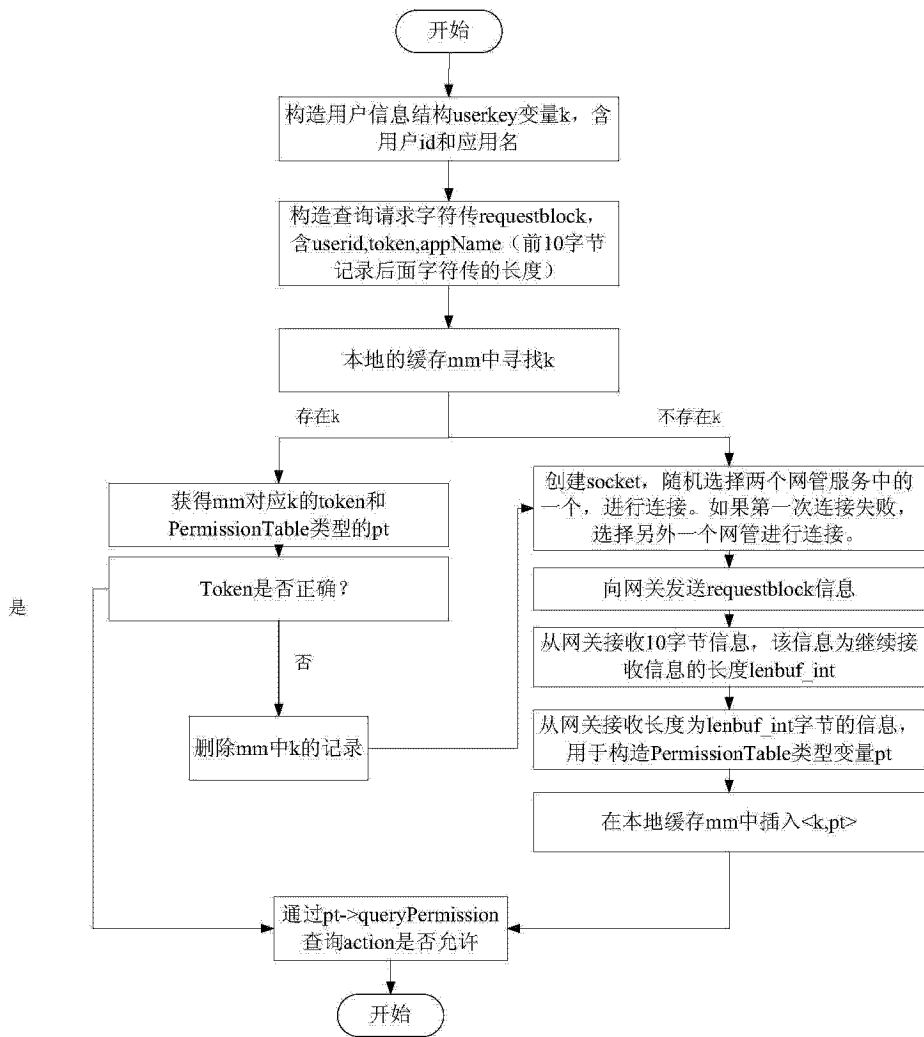 开始
构造用户信息结构userkey变量k，含
用户id和应用名
构造查询请求字符传requestblock，
含userid,token,appName（前10字节
记录后面字符传的长度）
本地的缓存mm中寻找k
存在k
不存在k
获得mm对应k的token和
PermissionTable类型的pt
Token是否正确？
是
否
删除mm中k的记录
创建socket，随机选择两个网管服务中的
一个，进行连接。如果第一次连接失败，
选择另外一个网管进行连接。
向网关发送requestblock信息
从网关接收10字节信息，该信息为继续接
收信息的长度lenbuf_int
从网关接收长度为lenbuf_int字节的信息，
用于构造PermissionTable类型变量pt
在本地缓存mm中插入<k,pt>
通过pt->queryPermission
查询action是否允许
开始